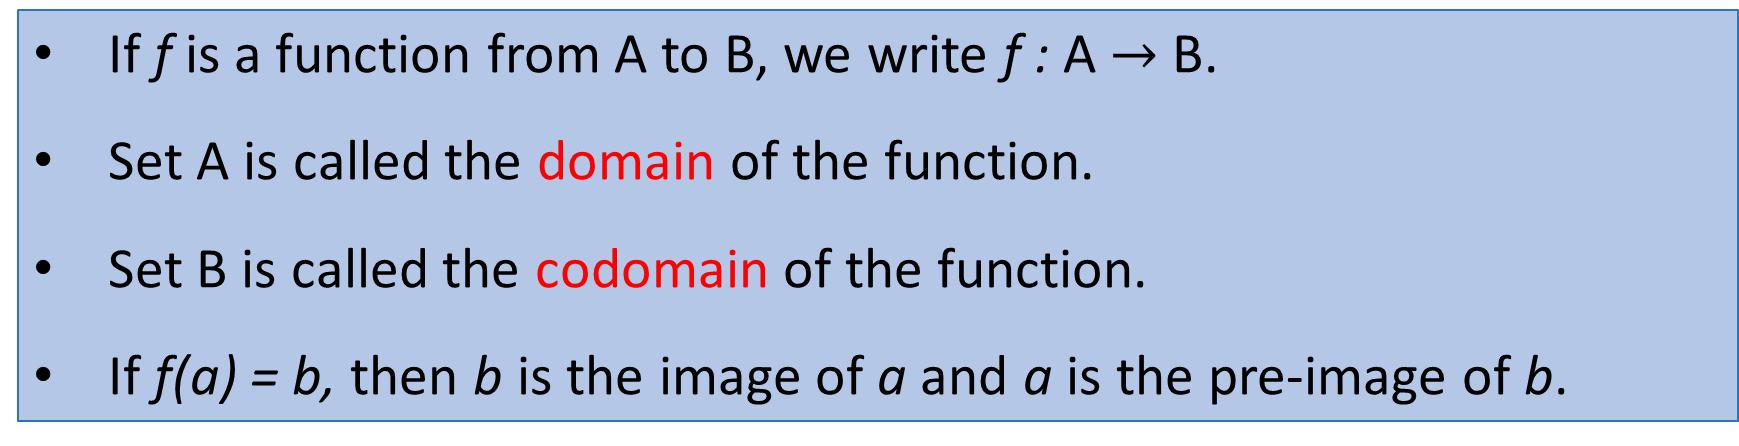 • If f is a function from A to B, we write f : A → B.
• Set A is called the domain of the function.
• Set B is called the codomain of the function.
• If f(a) = b, then b is the image of a and a is the pre-image of b.